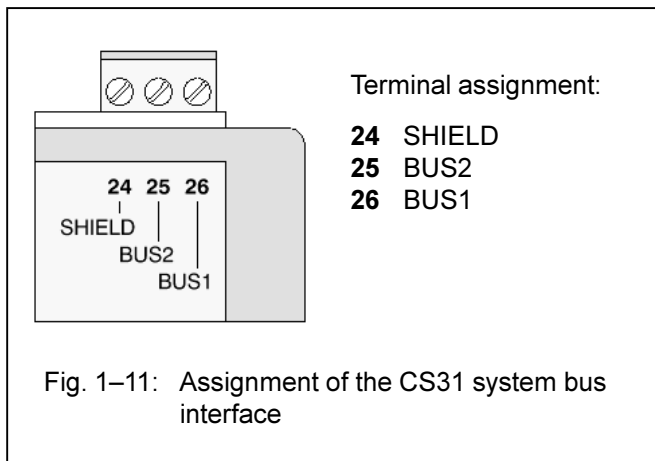 24 25 26
SHIELD
BUS2
BUS1
Terminal assignment:
24 SHIELD
25 BUS2
26 BUS1
Fig. 1–11: Assignment of the CS31 system bus
interface